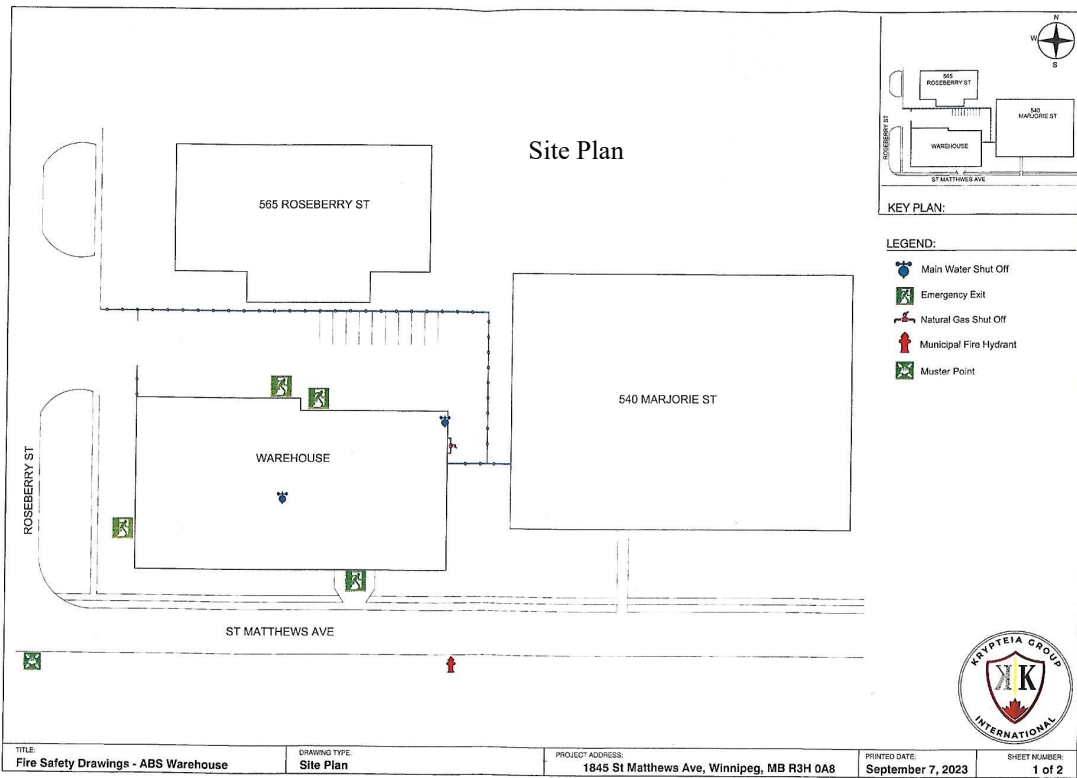 Site Plan
N
W
S
565
ROSEBERRY ST
540
MARJORIE ST
WAREHOUSE
ROSEBERRY ST
ST MATTHWES AVE
KEY PLAN:
LEGEND:
Main Water Shut Off
Emergency Exit
Natural Gas Shut Off
Municipal Fire Hydrant
Muster Point
565 ROSEBERRY ST
540 MARJORIE ST
WAREHOUSE
ROSEBERRY ST
ST MATTHEWS AVE
KRYPTEIA GROUP
KK
INTERNATIONAL
TITLE:
Fire Safety Drawings - ABS Warehouse
DRAWING TYPE:
Site Plan
PROJECT ADDRESS:
1845 St Matthews Ave, Winnipeg, MB R3H 0A8
PRINTED DATE:
September 7, 2023
SHEET NUMBER:
1 of 2